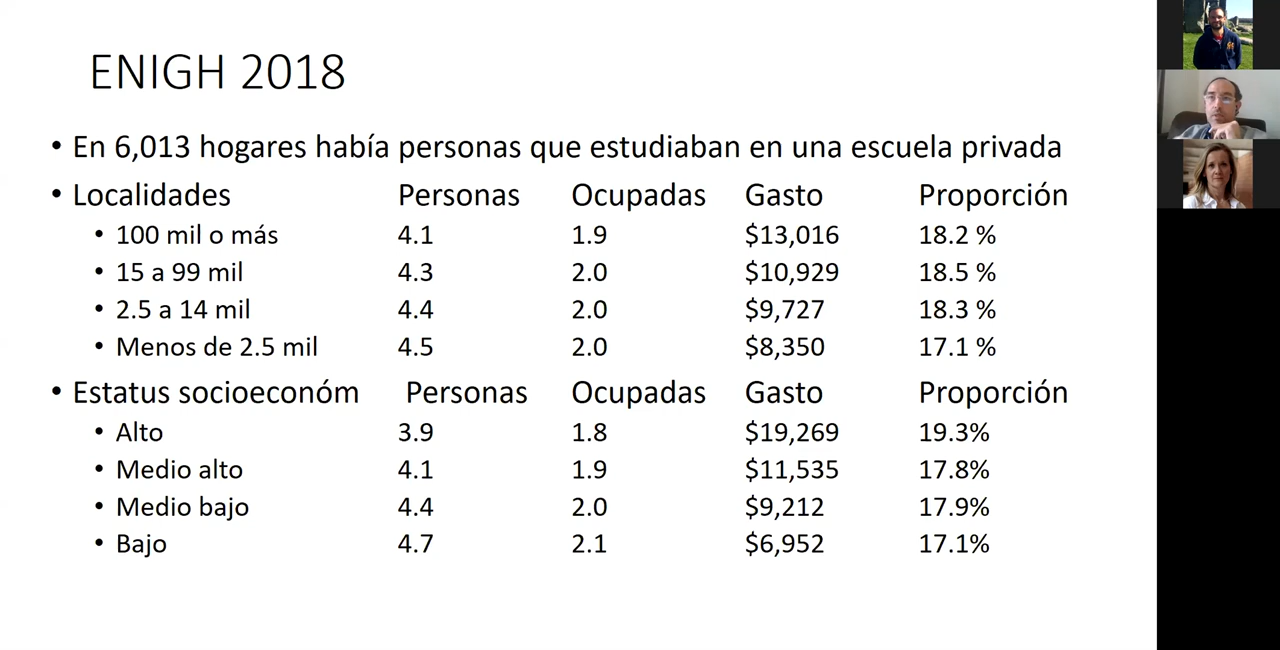 ENIGH 2018
• En 6,013 hogares había personas que estudiaban en una escuela privada
• Localidades Personas Ocupadas Gasto Proporción
• 100 mil o más 4.1 1.9 $13,016 18.2 %
• 15 a 99 mil 4.3 2.0 $10,929 18.5 %
• 2.5 a 14 mil 4.4 2.0 $9,727 18.3 %
• Menos de 2.5 mil 4.5 2.0 $8,350 17.1 %
• Estatus socioeconóm Personas Ocupadas Gasto Proporción
• Alto 3.9 1.8 $19,269 19.3%
• Medio alto 4.1 1.9 $11,535 17.8%
• Medio bajo 4.4 2.0 $9,212 17.9%
• Bajo 4.7 2.1 $6,952 17.1%